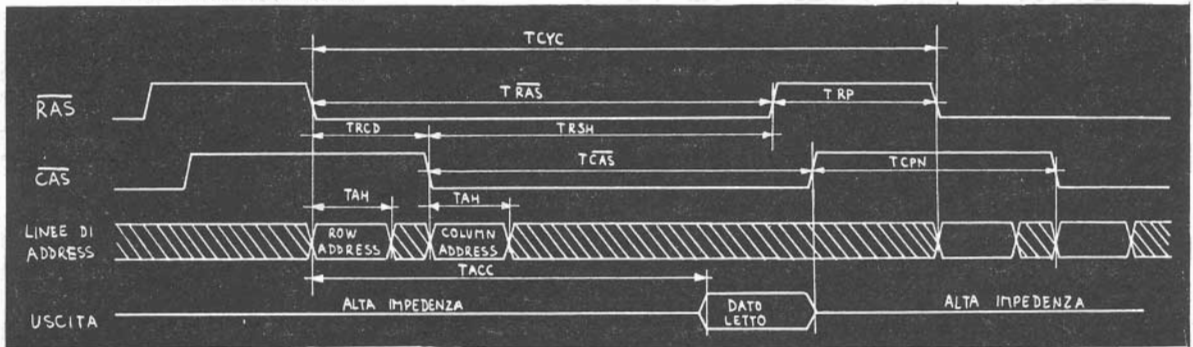 TCYC
RAS
T RAS
TRP
TRCD
TRSH
CAS
TCAS
TCPN
TAH
TAH
LINEE DI
ADDRESS
ROW
ADDRESS
COLUMN
ADDRESS
TACC
USCITA
ALTA IMPEDENZA
DATO
LETTO
ALTA IMPEDENZA